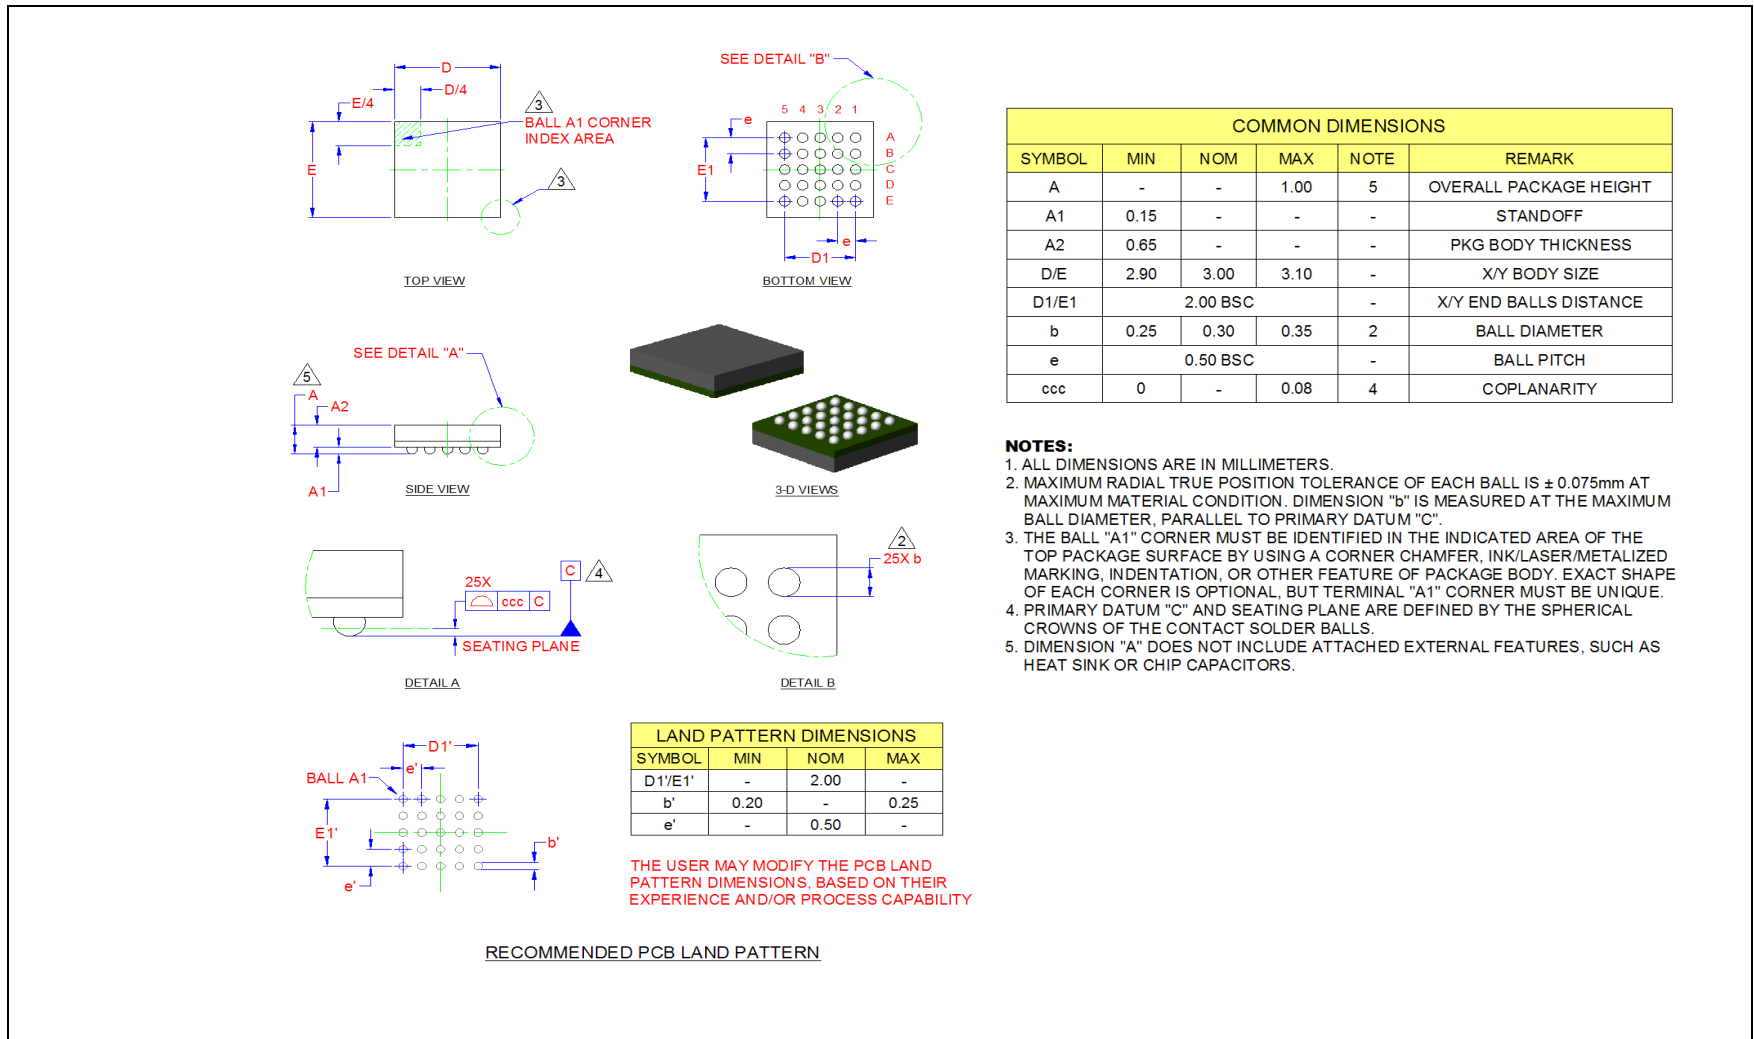 D
D/4
E/4
E
3
BALL A1 CORNER
INDEX AREA
3
TOP VIEW
SEE DETAIL "B"
5 4 3 2 1
e
A
B
C
D
E
E1
e
D1
BOTTOM VIEW
SEE DETAIL "A"
5
A
A2
A1
SIDE VIEW
3-D VIEWS
25X
ccc C
C
4
SEATING PLANE
DETAIL A
2
25X b
DETAIL B
D1'
e'
BALL A1
E1'
b'
e'
LAND PATTERN DIMENSIONS
SYMBOL MIN NOM MAX
D1'/E1' - 2.00 -
b' 0.20 - 0.25
e' - 0.50 -
THE USER MAY MODIFY THE PCB LAND
PATTERN DIMENSIONS, BASED ON THEIR
EXPERIENCE AND/OR PROCESS CAPABILITY
RECOMMENDED PCB LAND PATTERN
COMMON DIMENSIONS
SYMBOL MIN NOM MAX NOTE REMARK
A - - 1.00 5 OVERALL PACKAGE HEIGHT
A1 0.15 - - - STANDOFF
A2 0.65 - - - PKG BODY THICKNESS
D/E 2.90 3.00 3.10 - X/Y BODY SIZE
D1/E1 2.00 BSC - X/Y END BALLS DISTANCE
b 0.25 0.30 0.35 2 BALL DIAMETER
e 0.50 BSC - BALL PITCH
ccc 0 - 0.08 4 COPLANARITY
NOTES:
1. ALL DIMENSIONS ARE IN MILLIMETERS.
2. MAXIMUM RADIAL TRUE POSITION TOLERANCE OF EACH BALL IS ± 0.075mm AT
MAXIMUM MATERIAL CONDITION. DIMENSION "b" IS MEASURED AT THE MAXIMUM
BALL DIAMETER, PARALLEL TO PRIMARY DATUM "C".
3. THE BALL "A1" CORNER MUST BE IDENTIFIED IN THE INDICATED AREA OF THE
TOP PACKAGE SURFACE BY USING A CORNER CHAMFER, INK/LASER/METALIZED
MARKING, INDENTATION, OR OTHER FEATURE OF PACKAGE BODY. EXACT SHAPE
OF EACH CORNER IS OPTIONAL, BUT TERMINAL "A1" CORNER MUST BE UNIQUE.
4. PRIMARY DATUM "C" AND SEATING PLANE ARE DEFINED BY THE SPHERICAL
CROWNS OF THE CONTACT SOLDER BALLS.
5. DIMENSION "A" DOES NOT INCLUDE ATTACHED EXTERNAL FEATURES, SUCH AS
HEAT SINK OR CHIP CAPACITORS.